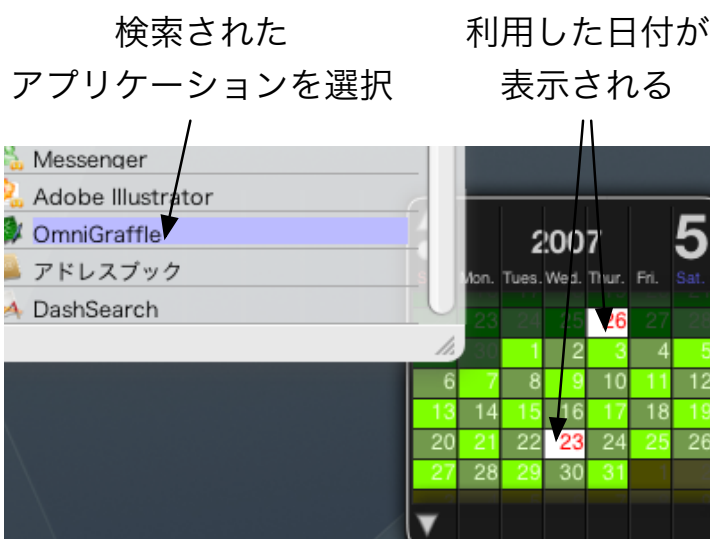 検索された
アプリケーションを選択
利用した日付が
表示される
Messenger
Adobe Illustrator
OmniGraffle
アドレスブック
DashSearch
2007 5
Mon. Tues. Wed. Thur. Fri. Sat.
23 24 25 26 27 28
30 1 2 3 4 5
6 7 8 9 10 11 12
13 14 15 16 17 18 19
20 21 22 23 24 25 26
27 28 29 30 31 1